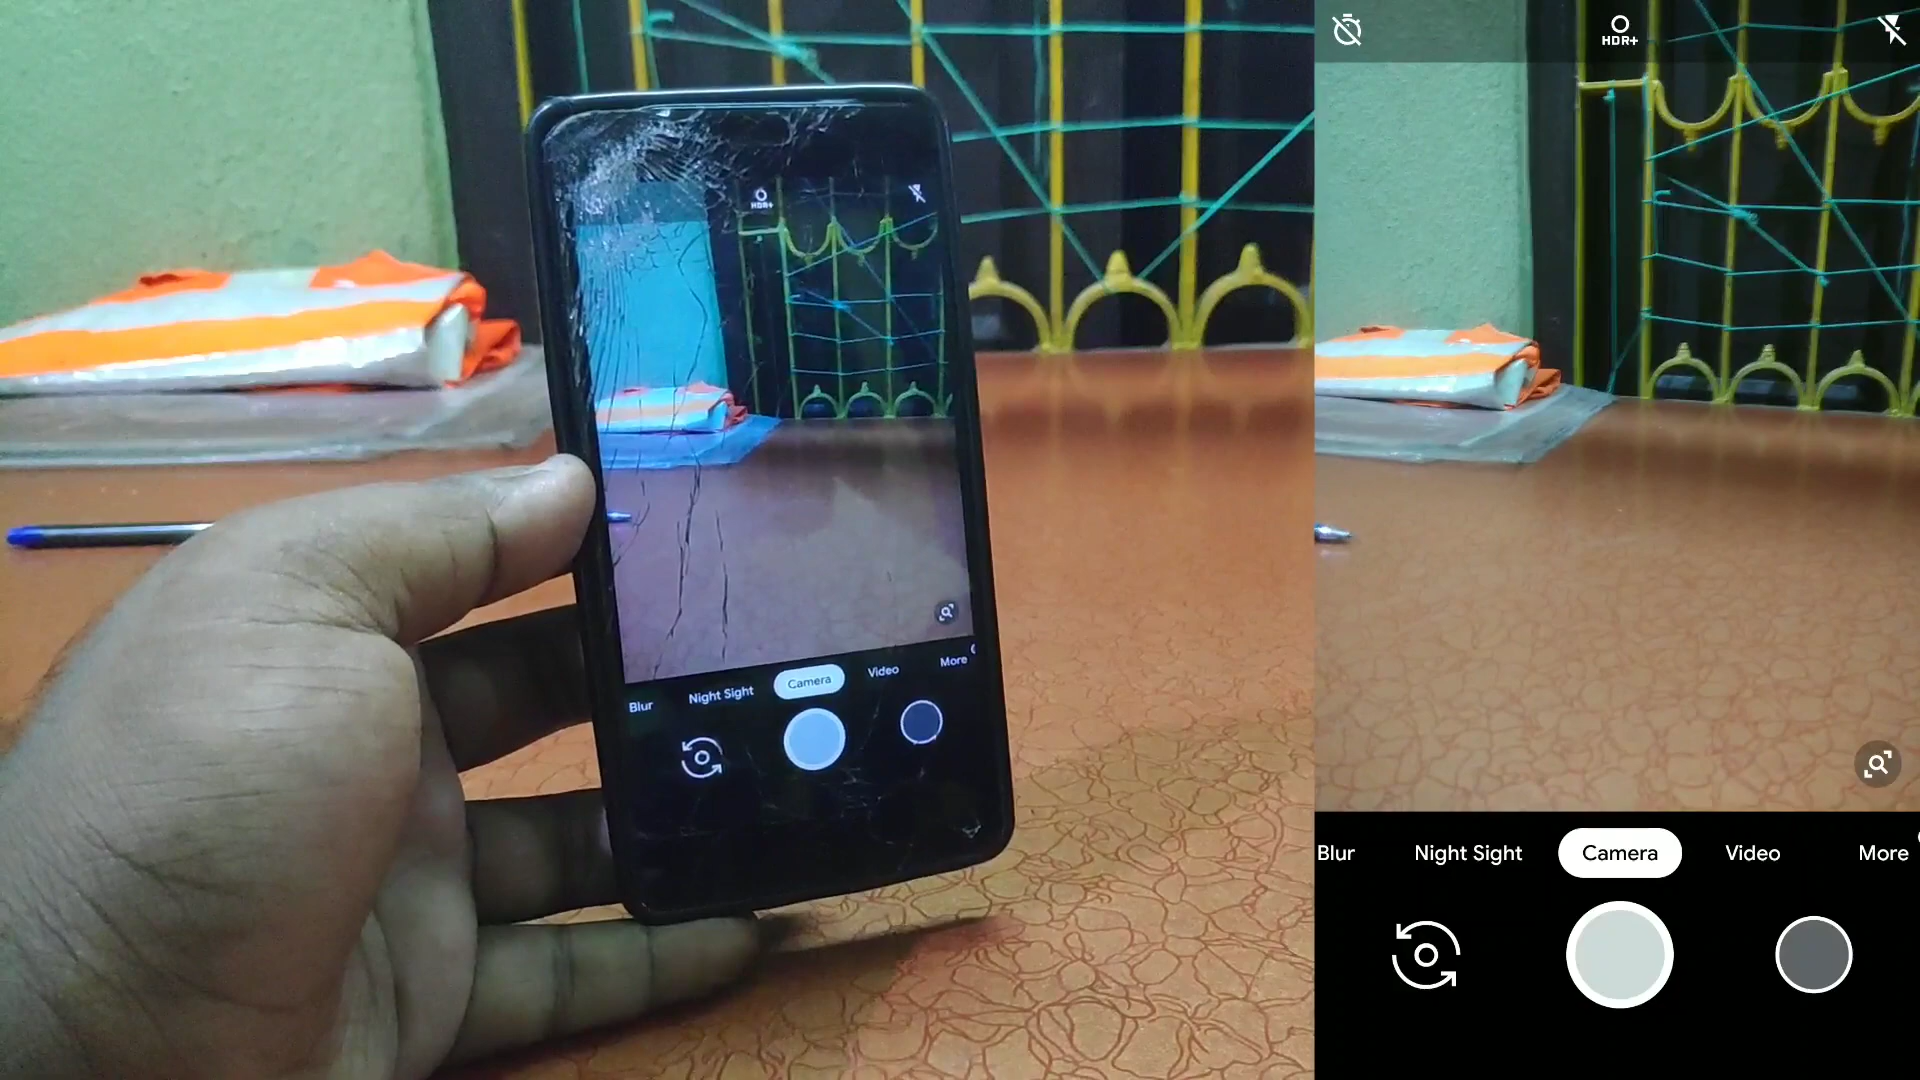 HDR+
Blur
Night Sight
Camera
Video
More
HDR+
Blur
Night Sight
Camera
Video
More